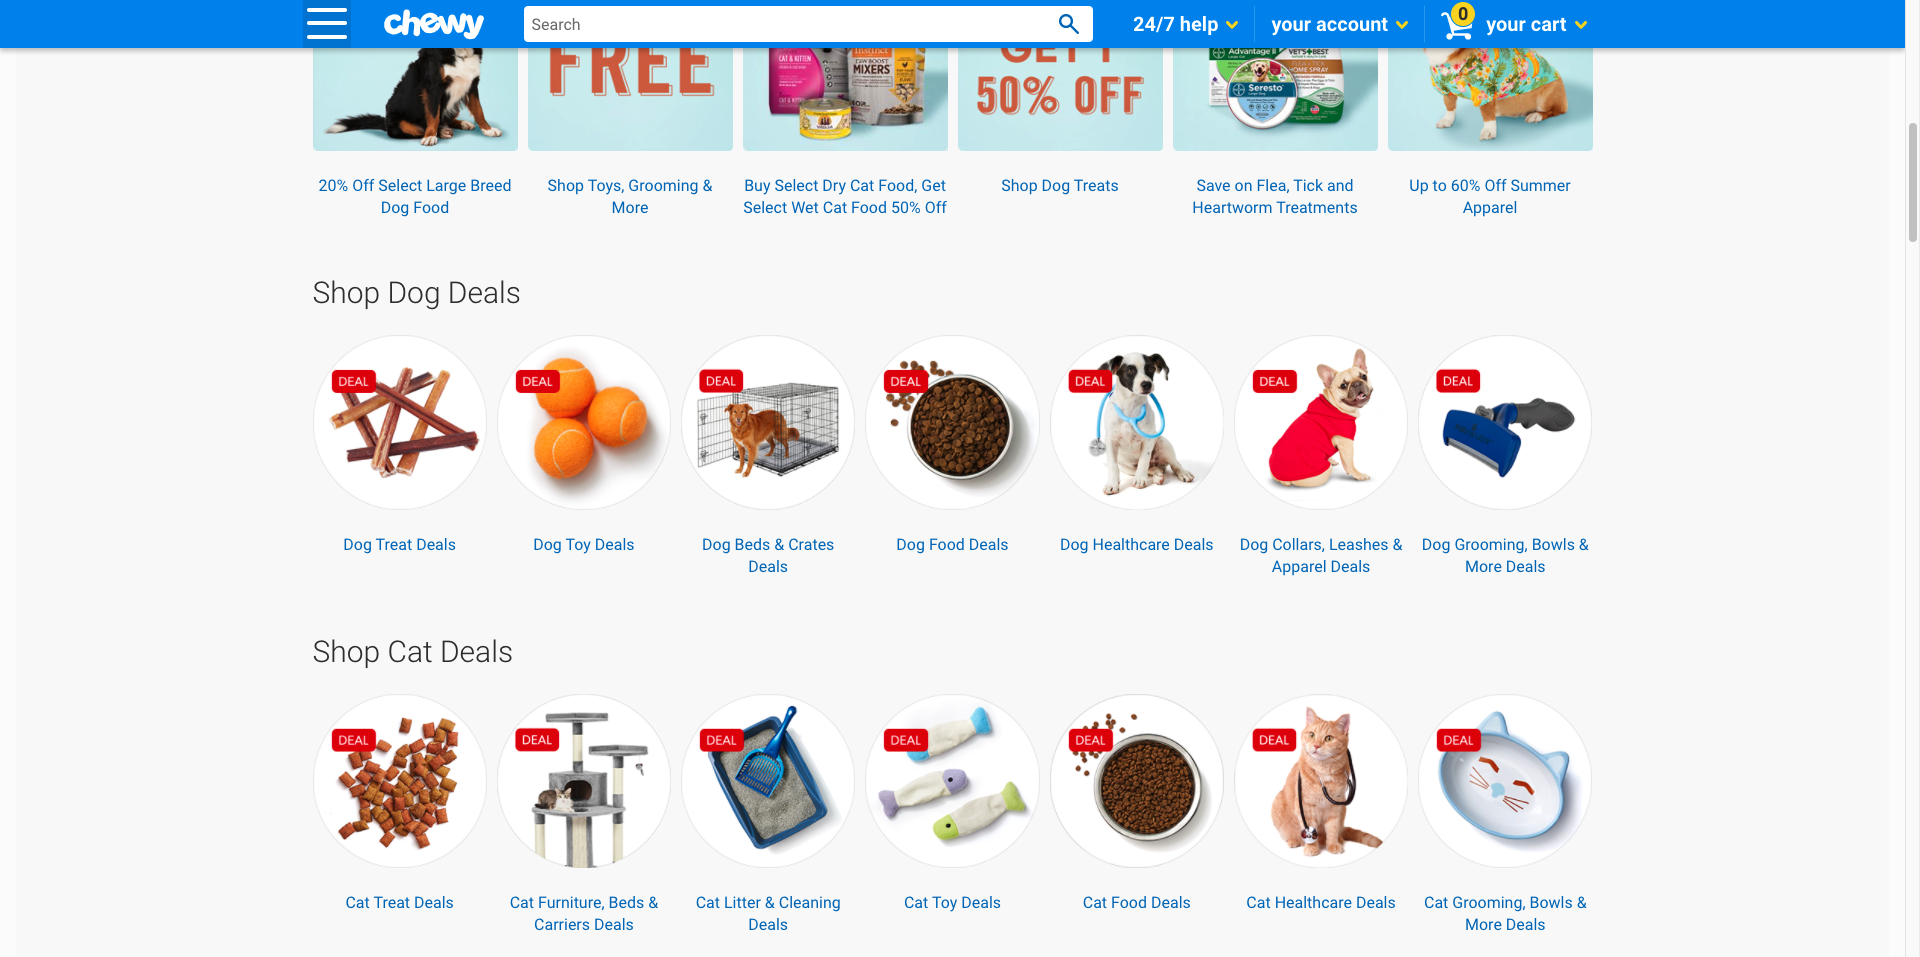 chewy
Search
24/7 help
your account
0
your cart
FREE
CAT & KITTEN
instinct
RAW BOOST
MIXERS
GET 1
50% OFF
Advantage II
Seresto
VET'S+BEST
HOME SPRAY
20% Off Select Large Breed
Dog Food
Shop Toys, Grooming &
More
Buy Select Dry Cat Food, Get
Select Wet Cat Food 50% Off
Shop Dog Treats
Save on Flea, Tick and
Heartworm Treatments
Up to 60% Off Summer
Apparel
Shop Dog Deals
DEAL
DEAL
DEAL
DEAL
DEAL
DEAL
DEAL
Dog Treat Deals
Dog Toy Deals
Dog Beds & Crates
Deals
Dog Food Deals
Dog Healthcare Deals
Dog Collars, Leashes &
Apparel Deals
Dog Grooming, Bowls &
More Deals
Shop Cat Deals
DEAL
DEAL
DEAL
DEAL
DEAL
DEAL
DEAL
Cat Treat Deals
Cat Furniture, Beds &
Carriers Deals
Cat Litter & Cleaning
Deals
Cat Toy Deals
Cat Food Deals
Cat Healthcare Deals
Cat Grooming, Bowls &
More Deals